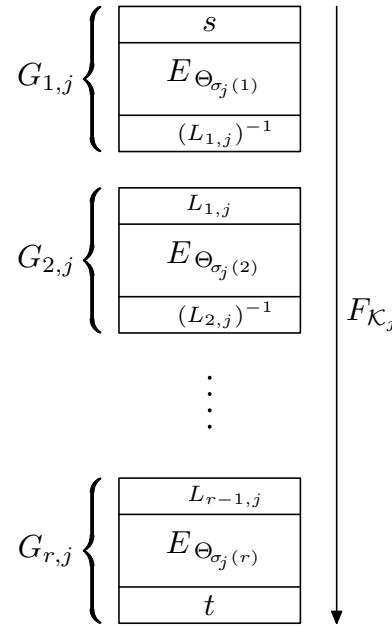 s
G_{1,j} E_{Θ_{σ_j(1)}}
(L_{1,j})^{-1}
L_{1,j}
G_{2,j} E_{Θ_{σ_j(2)}}
(L_{2,j})^{-1}
F_{𝒦_j}
⋮
L_{r-1,j}
G_{r,j} E_{Θ_{σ_j(r)}}
t